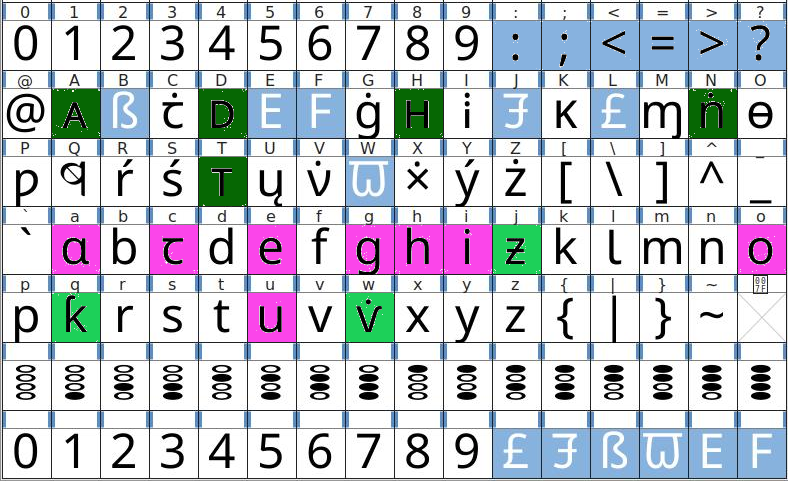 0 1 2 3 4 5 6 7 8 9 : ; < = > ?
0 1 2 3 4 5 6 7 8 9 : ; < = > ?
@ A B C D E F G H I J K L M N O
@ ᴀ ß ċ ᴅ E F ġ ʜ i ĸ £ ɱ ṅ ɵ
P Q R S T U V W X Y Z [ \ ] ^ _
p ŕ ś ᴛ ų v̇ ẋ ý ż [ \ ] ^ _
` a b c d e f g h i j k l m n o
` ɑ b d e f g h i ƶ k l m n o
p q r s t u v w x y z { | } ~ 007F
p ƙ r s t u v v̇ x y z { | } ~
0 1 2 3 4 5 6 7 8 9 £ ß E F